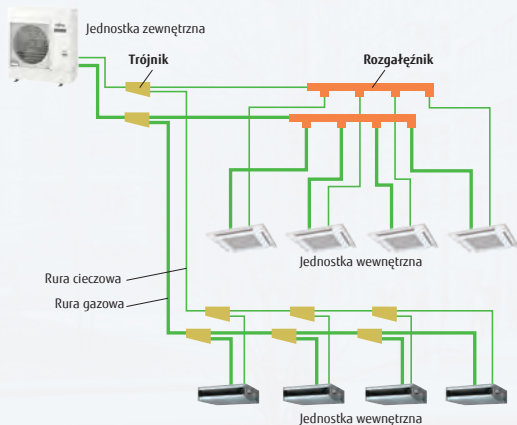 Jednostka zewnętrzna
Trójnik
Rozgałęźnik
Jednostka wewnętrzna
Rura cieczowa
Rura gazowa
Jednostka wewnętrzna